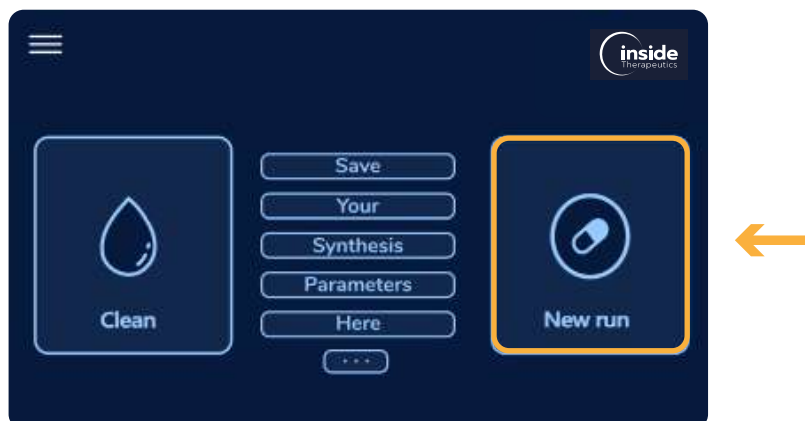 inside
Therapeutics
Save
Your
Synthesis
Parameters
Here
...
Clean
New run